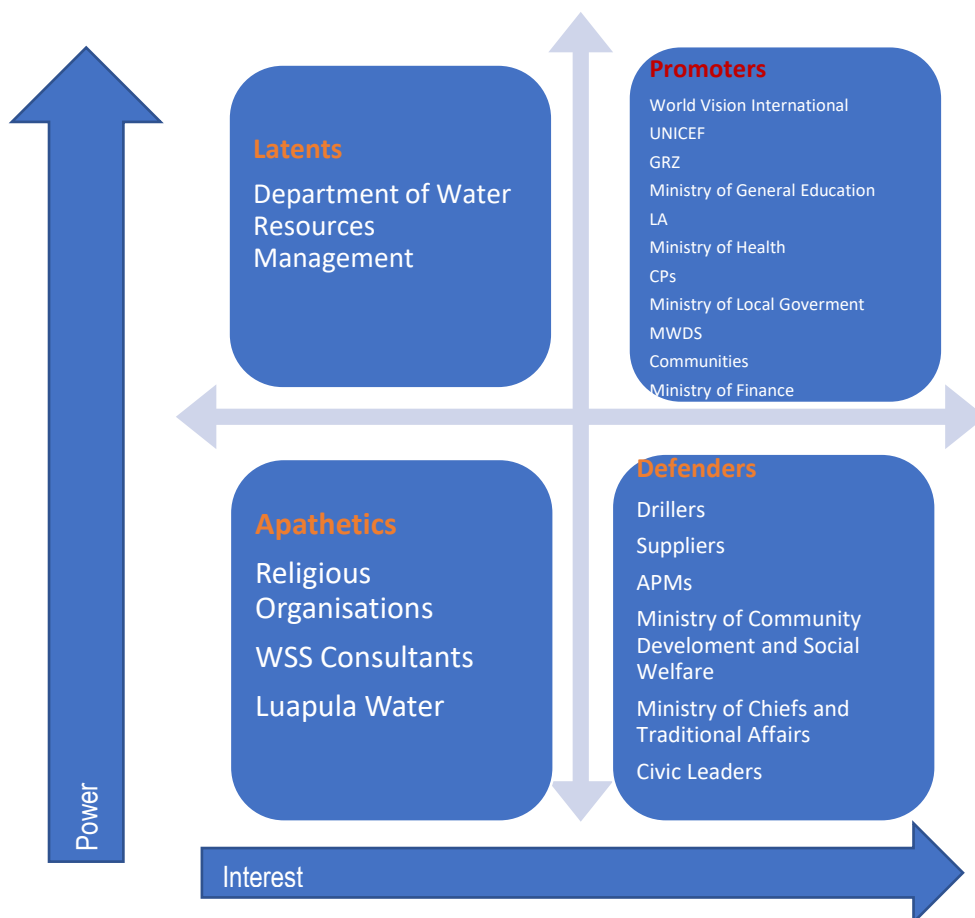 Latents
Department of Water
Resources
Management
Promoters
World Vision International
UNICEF
GRZ
Ministry of General Education
LA
Ministry of Health
CPs
Ministry of Local Goverment
MWDS
Communities
Ministry of Finance
Apathetics
Religious
Organisations
WSS Consultants
Luapula Water
Defenders
Drillers
Suppliers
APMs
Ministry of Community
Develoment and Social
Welfare
Ministry of Chiefs and
Traditional Affairs
Civic Leaders
Power
Interest